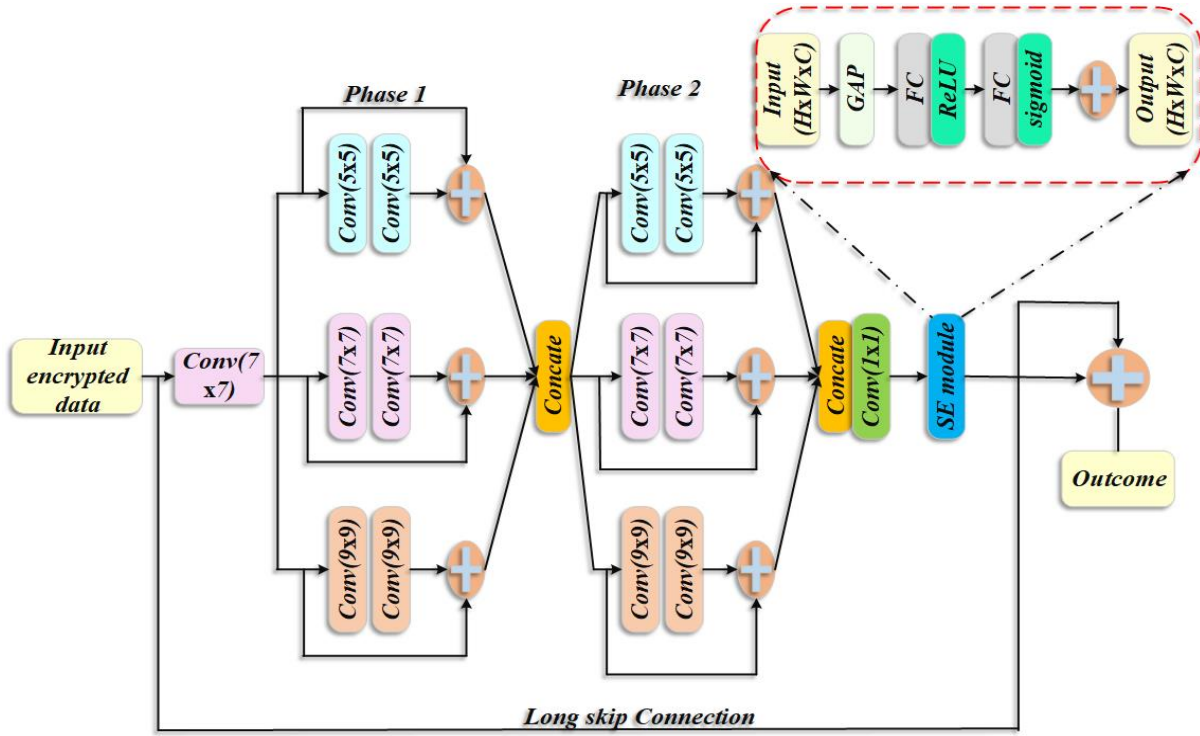 Phase 1
Phase 2
Input
(HxWxC)
GAP
FC
ReLU
FC
sigmoid
Output
(HxWxC)
Conv(5x5)
Conv(5x5)
Conv(5x5)
Conv(5x5)
Input
encrypted
data
Conv(7
x7)
Conv(7x7)
Conv(7x7)
Concate
Conv(7x7)
Conv(7x7)
Concate
Conv(1x1)
SE module
Outcome
Conv(9x9)
Conv(9x9)
Conv(9x9)
Conv(9x9)
Long skip Connection